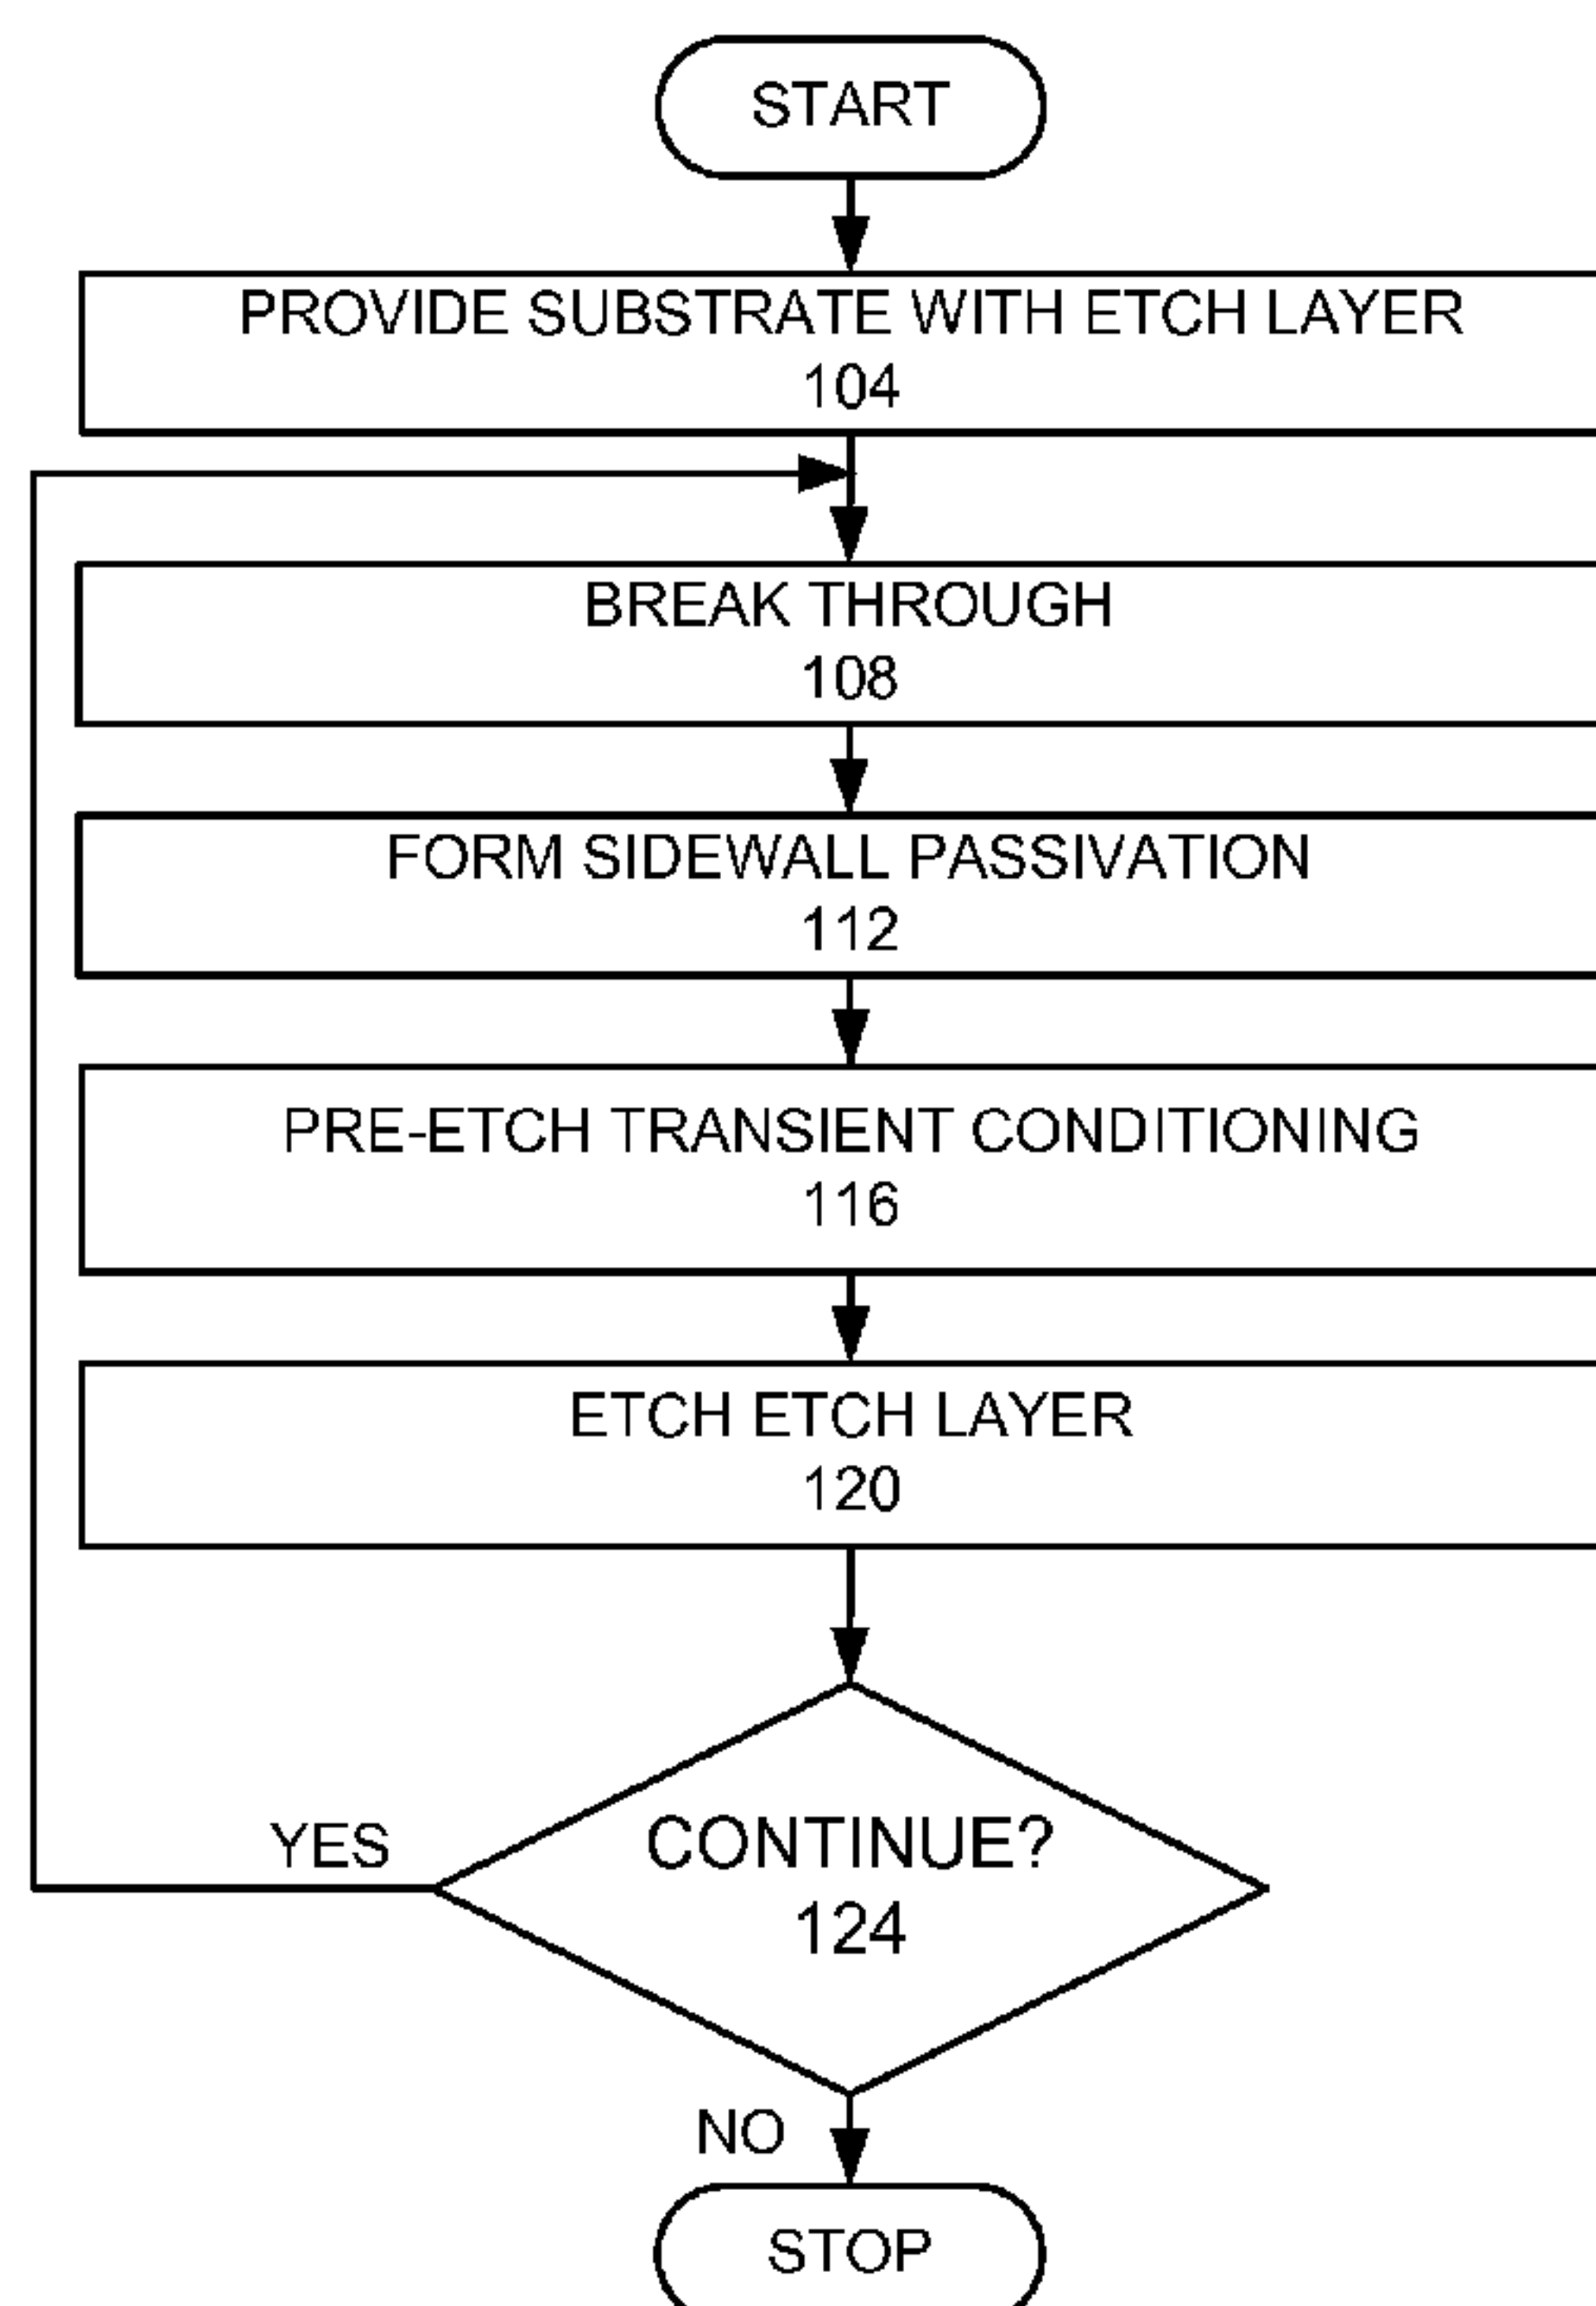 START
PROVIDE SUBSTRATE WITH ETCH LAYER
104
BREAK THROUGH
108
FORM SIDEWALL PASSIVATION
112
PRE-ETCH TRANSIENT CONDITIONING
116
ETCH ETCH LAYER
120
CONTINUE?
124
YES
NO
STOP